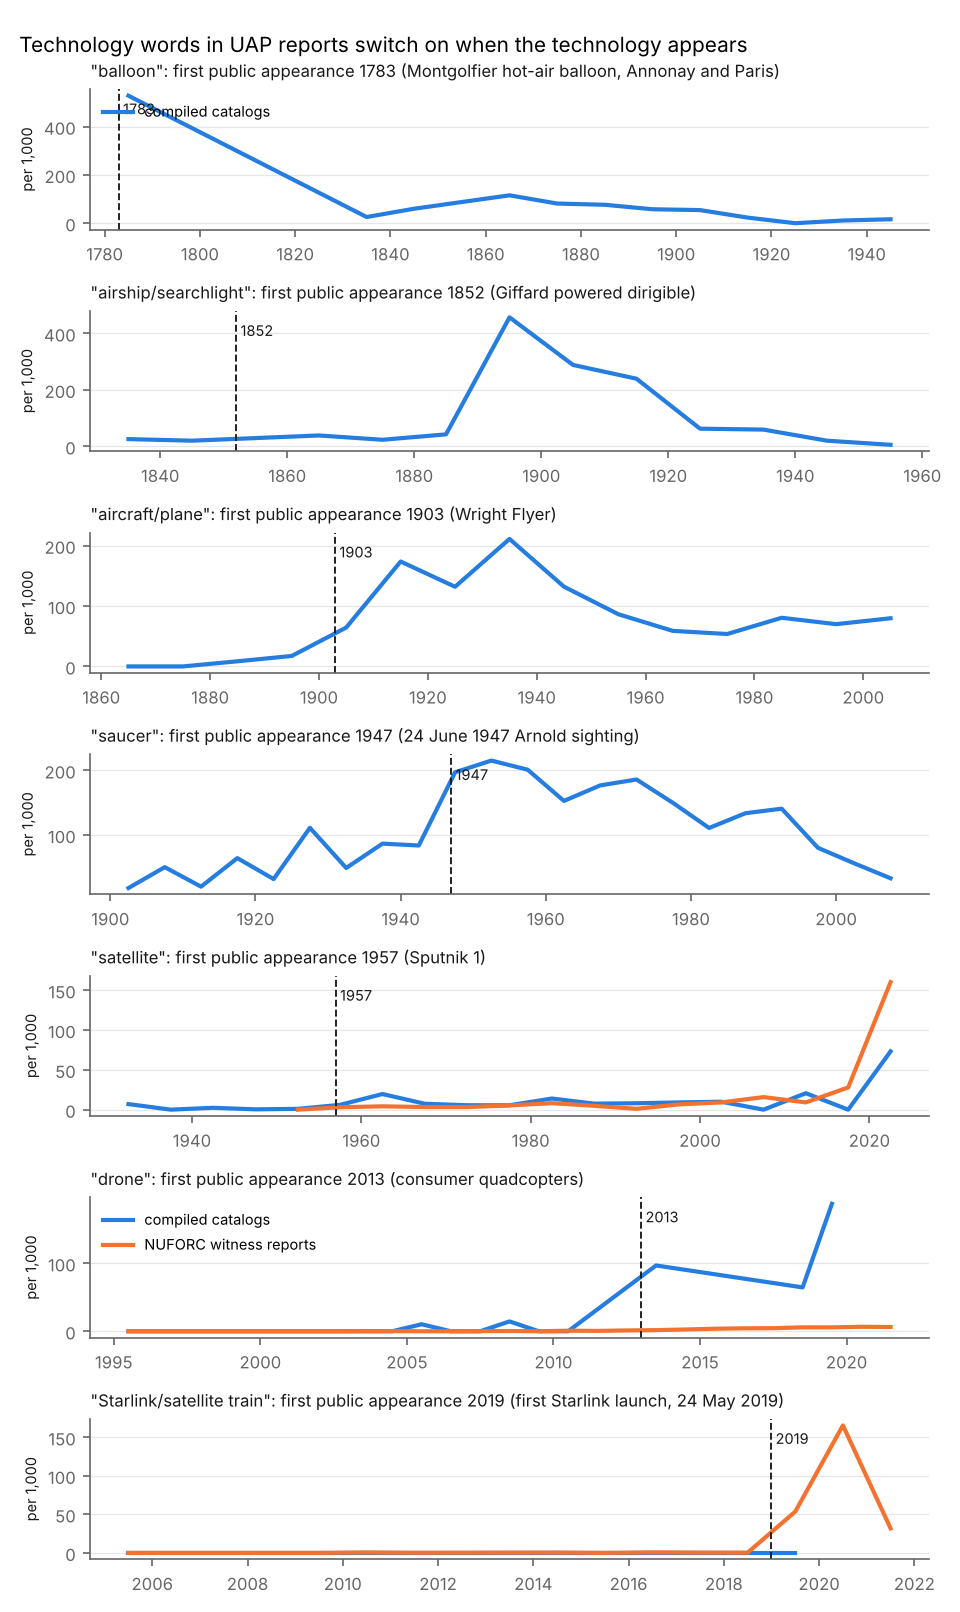 Technology words in UAP reports switch on when the technology appears
"balloon": first public appearance 1783 (Montgolfier hot-air balloon, Annonay and Paris)
1783
compiled catalogs
per 1,000
400
200
0
1780 1800 1820 1840 1860 1880 1900 1920 1940
"airship/searchlight": first public appearance 1852 (Giffard powered dirigible)
1852
per 1,000
400
200
0
1840 1860 1880 1900 1920 1940 1960
"aircraft/plane": first public appearance 1903 (Wright Flyer)
1903
per 1,000
200
100
0
1860 1880 1900 1920 1940 1960 1980 2000
"saucer": first public appearance 1947 (24 June 1947 Arnold sighting)
1947
per 1,000
200
100
1900 1920 1940 1960 1980 2000
"satellite": first public appearance 1957 (Sputnik 1)
1957
per 1,000
150
100
50
0
1940 1960 1980 2000 2020
"drone": first public appearance 2013 (consumer quadcopters)
compiled catalogs
NUFORC witness reports
2013
per 1,000
100
0
1995 2000 2005 2010 2015 2020
"Starlink/satellite train": first public appearance 2019 (first Starlink launch, 24 May 2019)
2019
per 1,000
150
100
50
0
2006 2008 2010 2012 2014 2016 2018 2020 2022